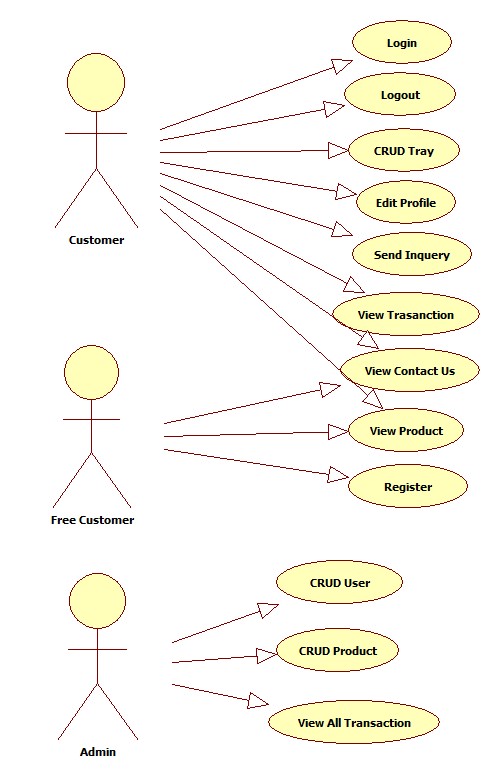 Login
Logout
CRUD Tray
Edit Profile
Customer
Send Inquery
View Trasanction
View Contact Us
View Product
Register
Free Customer
CRUD User
CRUD Product
View All Transaction
Admin